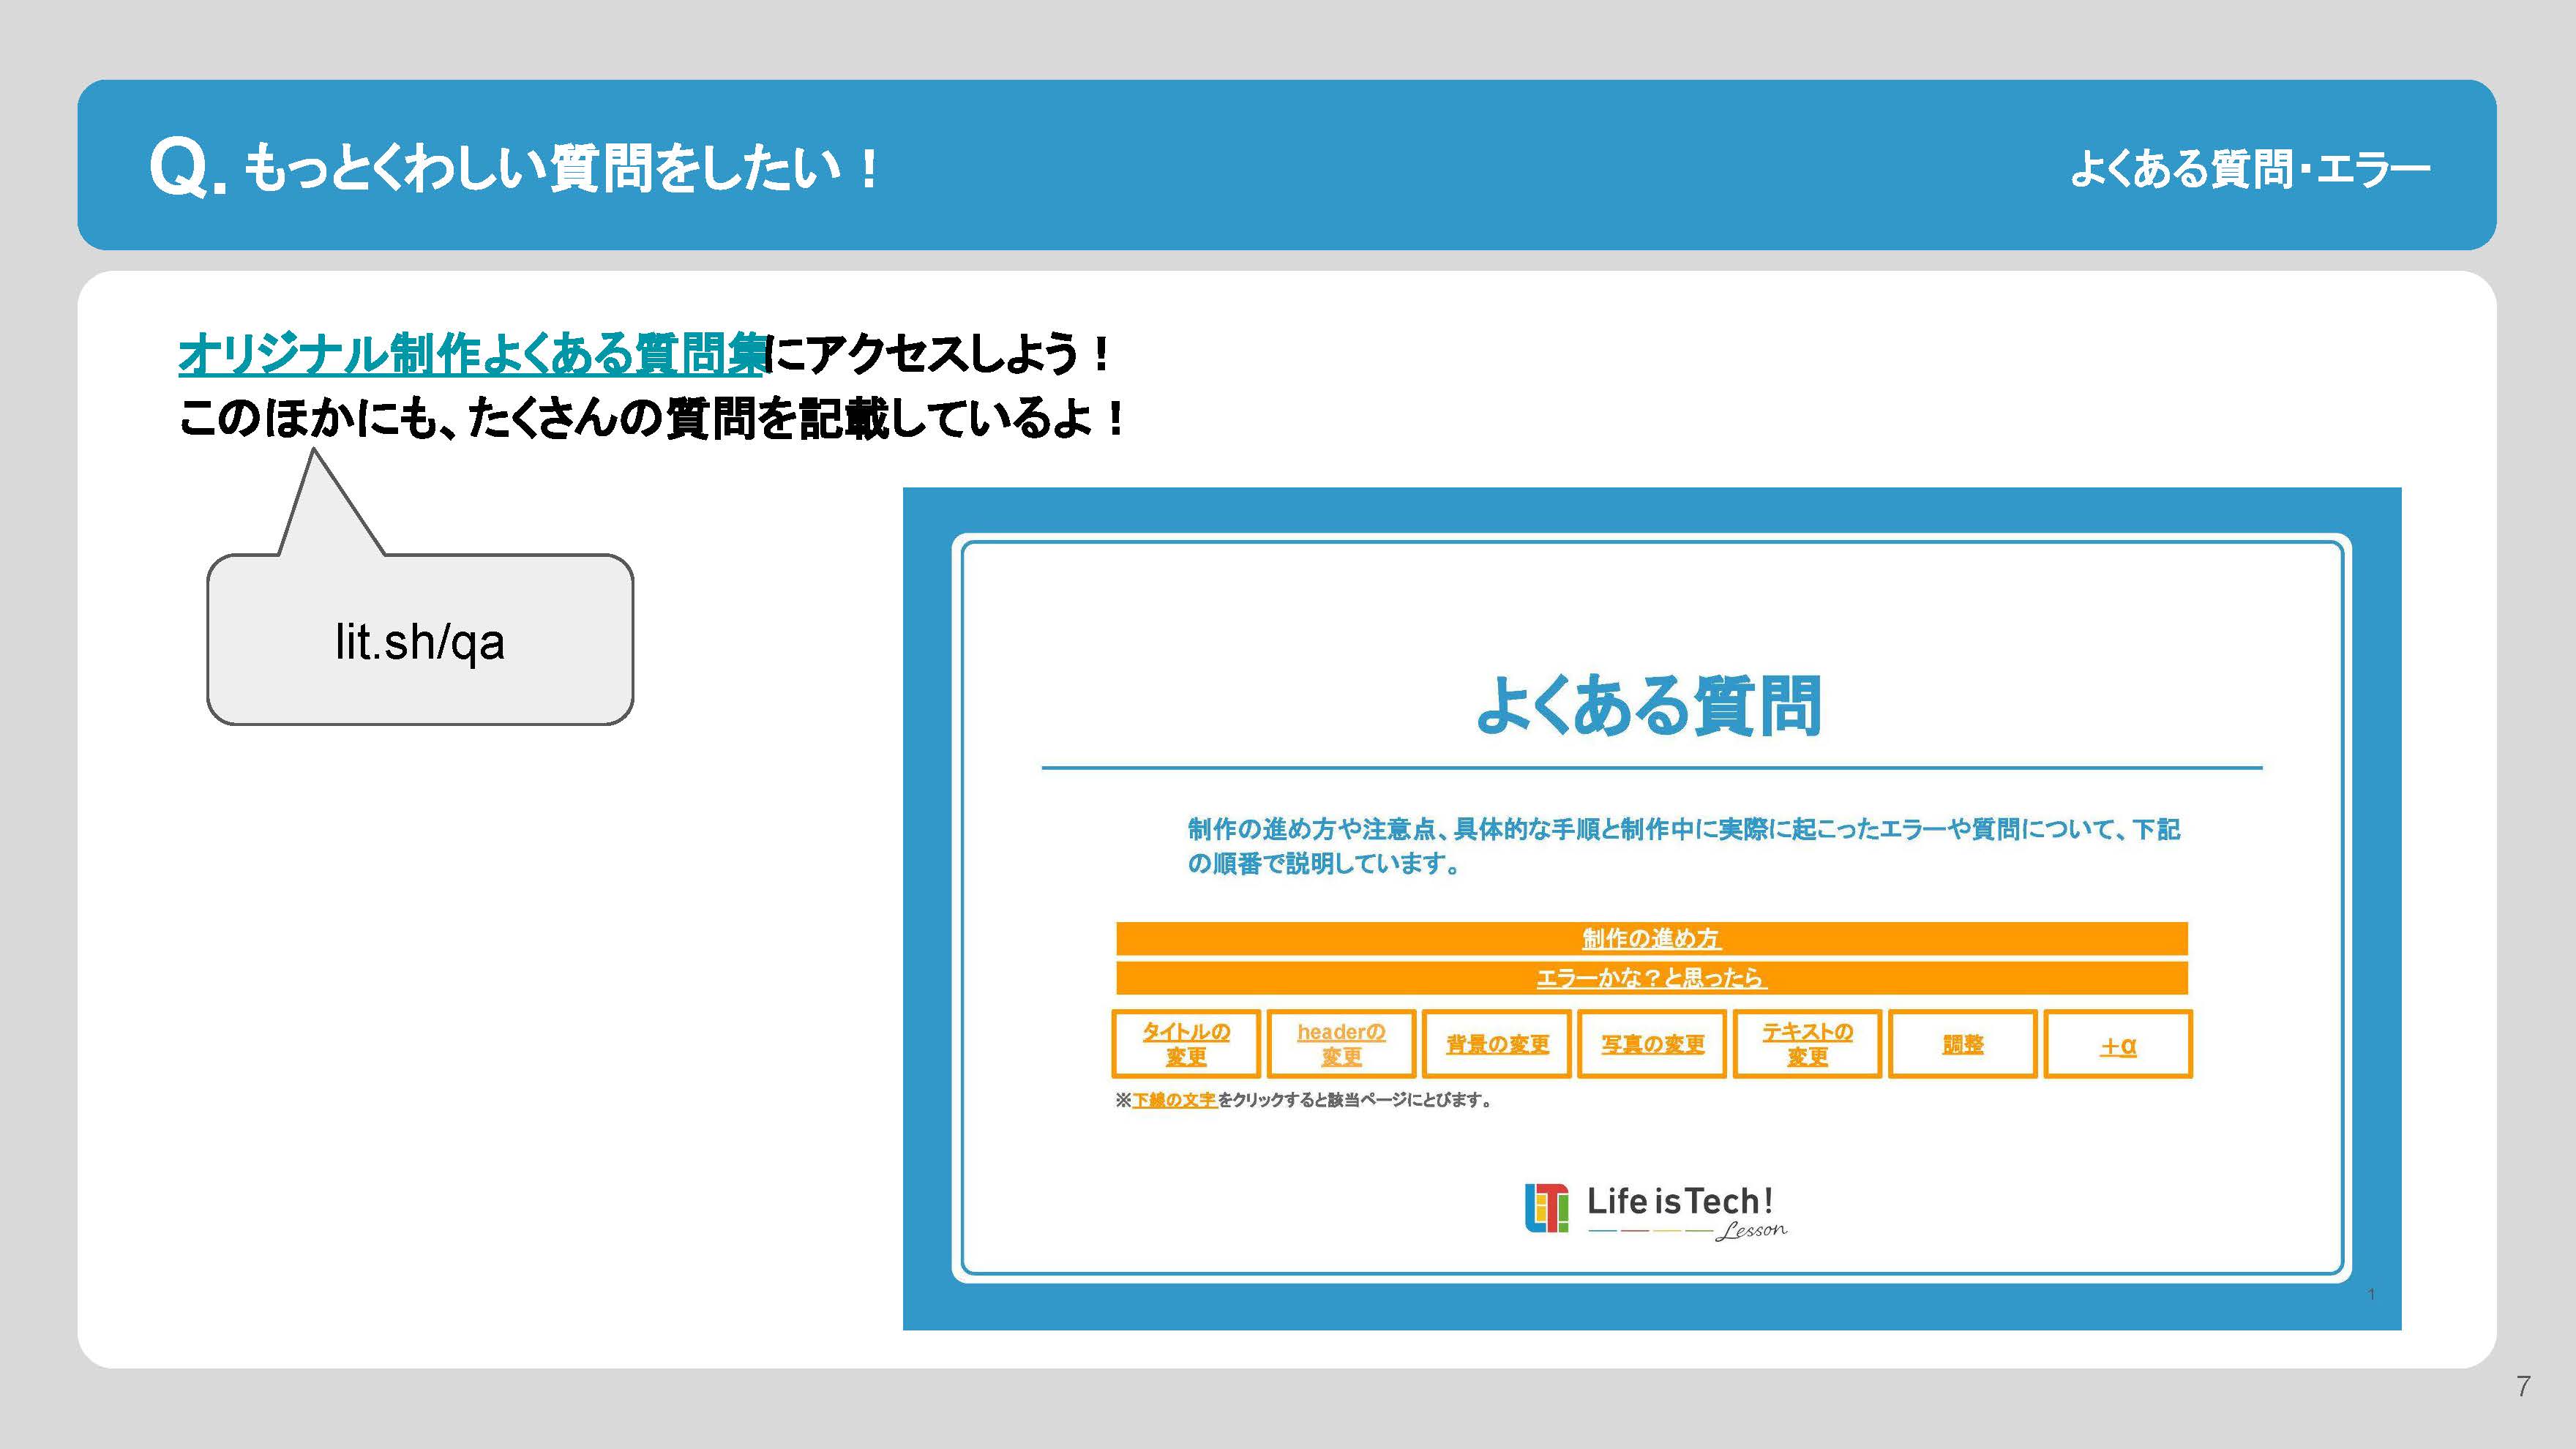 Q. もっとくわしい質問をしたい！
よくある質問・エラー
オリジナル制作よくある質問集にアクセスしよう！
このほかにも、たくさんの質問を記載しているよ！
lit.sh/qa
よくある質問
制作の進め方や注意点、具体的な手順と制作中に実際に起こったエラーや質問について、下記
の順番で説明しています。
制作の進め方
エラーかな？と思ったら
タイトルの
変更
headerの
変更
背景の変更
写真の変更
テキストの
変更
調整
＋α
※下線の文字をクリックすると該当ページにとびます。
Life is Tech!
Lesson
1
7